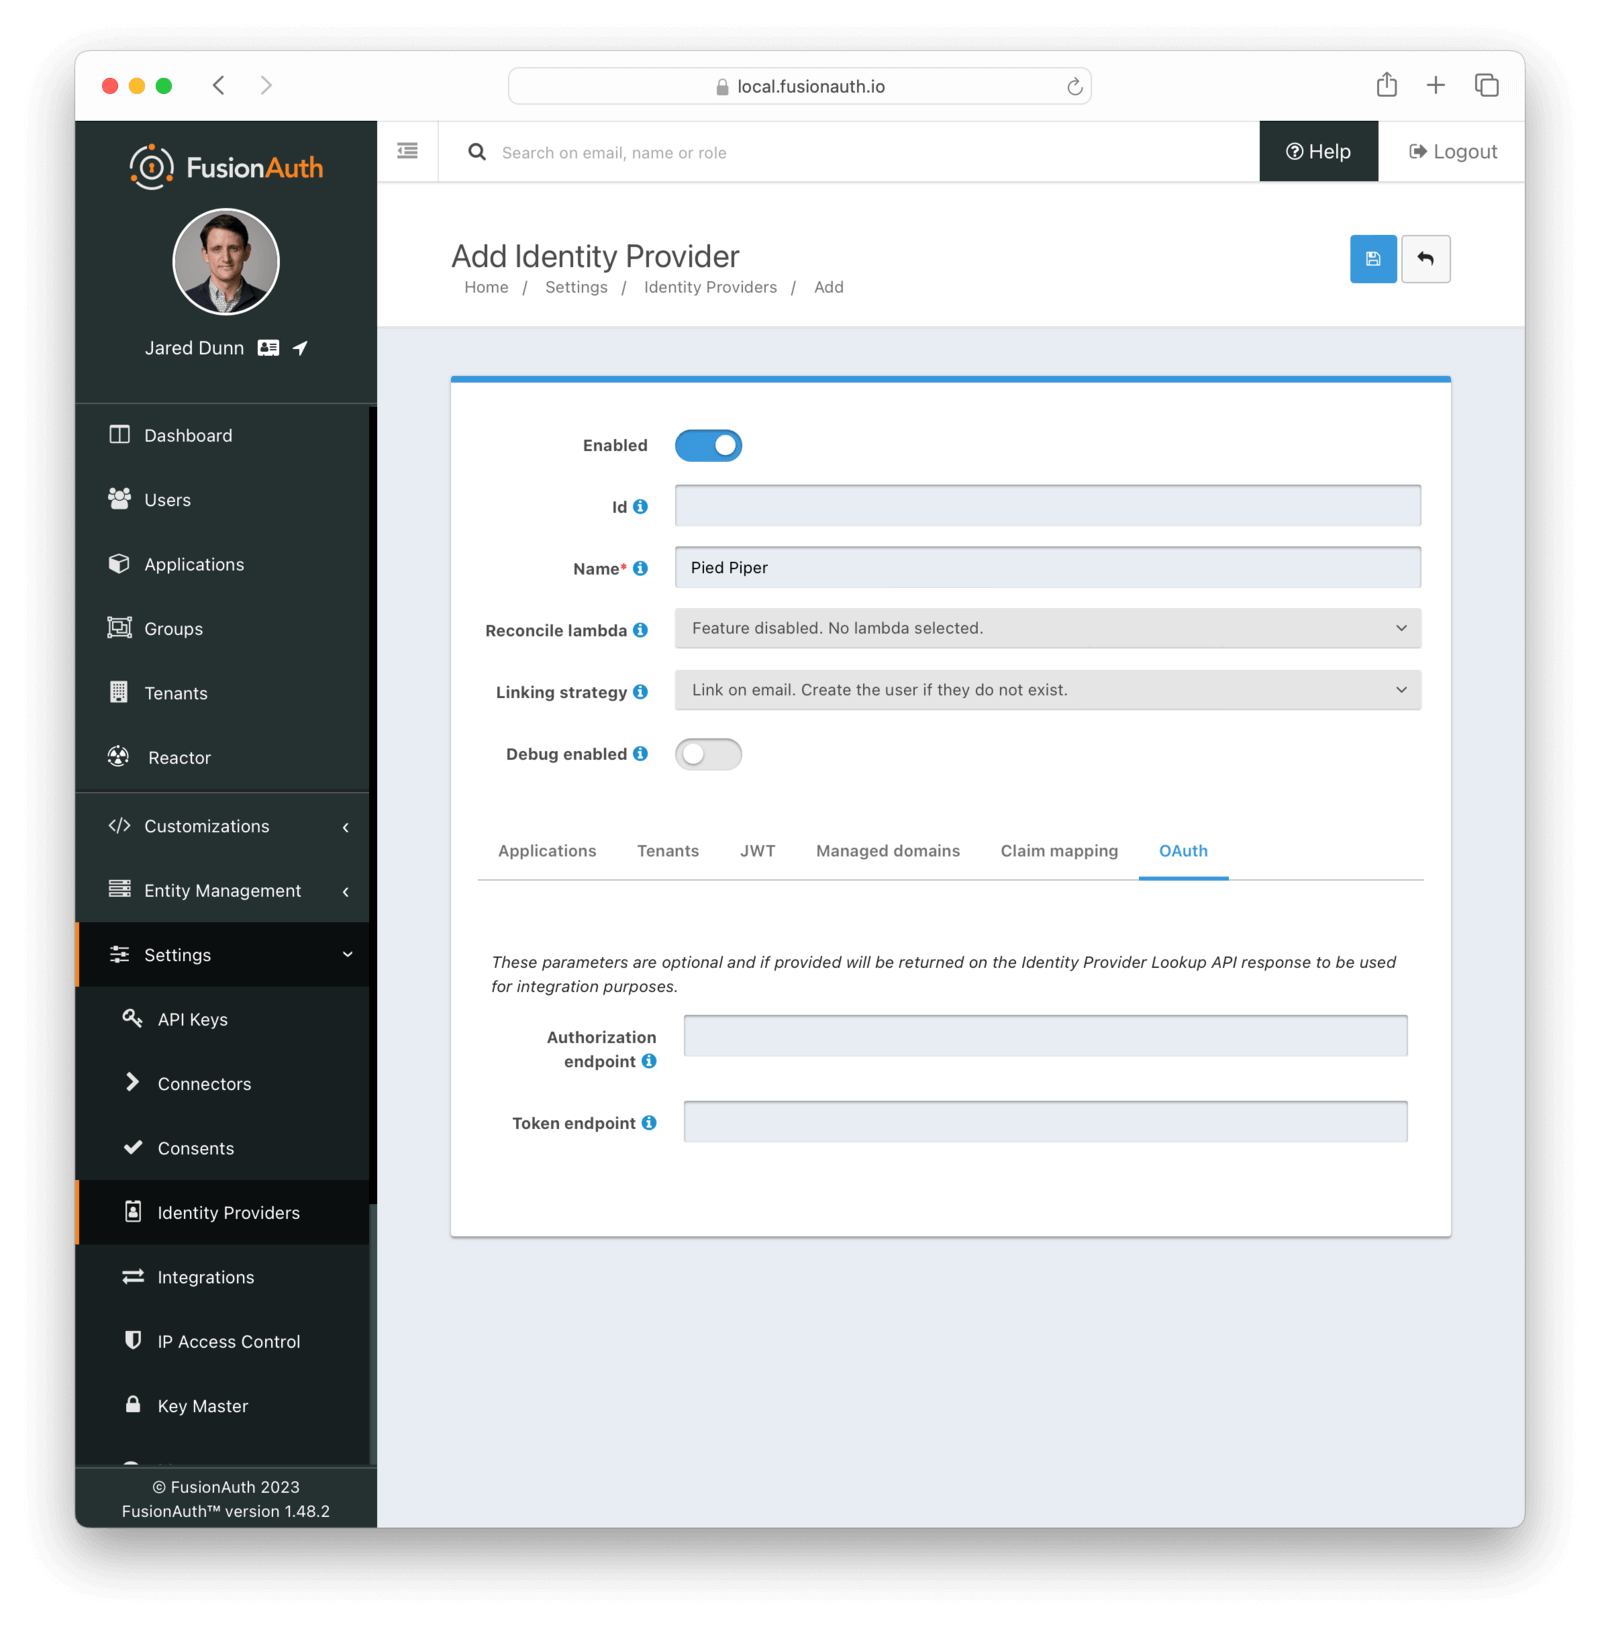 local.fusionauth.io
FusionAuth
Search on email, name or role
Help
Logout
Jared Dunn
Dashboard
Users
Applications
Groups
Tenants
Reactor
Customizations
Entity Management
Settings
API Keys
Connectors
Consents
Identity Providers
Integrations
IP Access Control
Key Master
© FusionAuth 2023
FusionAuth™ version 1.48.2
Add Identity Provider
Home / Settings / Identity Providers / Add
Enabled
Id
Name* Pied Piper
Reconcile lambda Feature disabled. No lambda selected.
Linking strategy Link on email. Create the user if they do not exist.
Debug enabled
Applications Tenants JWT Managed domains Claim mapping OAuth
These parameters are optional and if provided will be returned on the Identity Provider Lookup API response to be used
for integration purposes.
Authorization
endpoint
Token endpoint